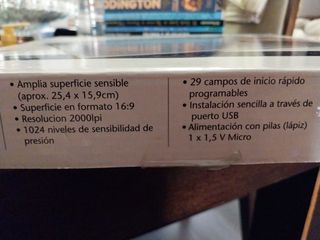 DDINGTON
• Amplia superficie sensible
(aprox. 25,4 x 15,9cm)
• Superficie en formato 16:9
• Resolucion 2000lpi
• 1024 niveles de sensibilidad de
presión
• 29 campos de inicio rápido
programables
• Instalación sencilla a través de
puerto USB
• Alimentación con pilas (lápiz)
1 x 1,5 V Micro